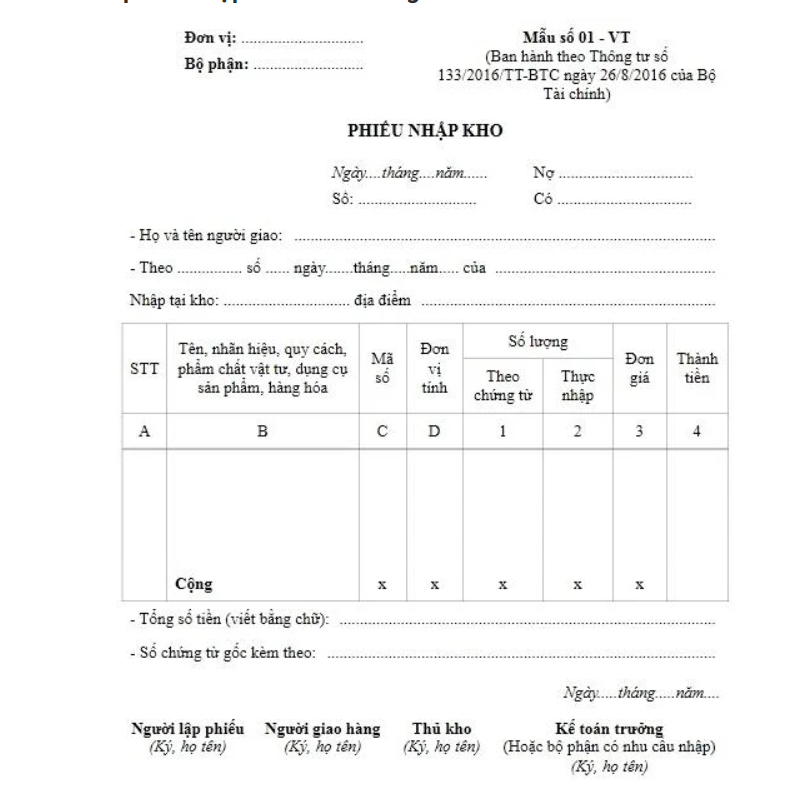 Đơn vị: ...............................
Bộ phận: ............................
Mẫu số 01 - VT
(Ban hành theo Thông tư số
133/2016/TT-BTC ngày 26/8/2016 của Bộ
Tài chính)
PHIẾU NHẬP KHO
Ngày....tháng....năm......
Nợ ..................................
Số: ..............................
Có ..................................
- Họ và tên người giao: ..........................................................................................................
- Theo ................ số ...... ngày.......tháng....năm..... của ........................................................
Nhập tại kho: ................................ địa điểm ..........................................................................
STT
Tên, nhãn hiệu, quy cách,
phẩm chất vật tư, dụng cụ
sản phẩm, hàng hóa
Mã
số
Đơn
vị
tính
Số lượng
Theo
chứng từ
Thực
nhập
Đơn
giá
Thành
tiền
A B C D 1 2 3 4
Cộng x x x x x
- Tổng số tiền (viết bằng chữ): ...............................................................................................
- Số chứng từ gốc kèm theo: ..................................................................................................
Ngày.....tháng....năm....
Người lập phiếu
(Ký, họ tên)
Người giao hàng
(Ký, họ tên)
Thủ kho
(Ký, họ tên)
Kế toán trưởng
(Hoặc bộ phận có nhu cầu nhập)
(Ký, họ tên)